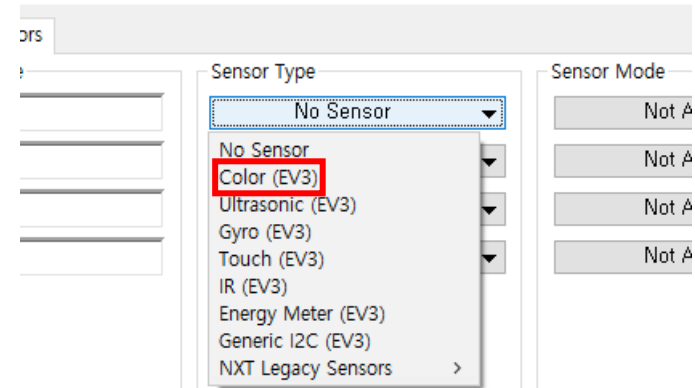 ors
Sensor Type Sensor Mode
No Sensor Not A
No Sensor Not A
Color (EV3)
Ultrasonic (EV3) Not A
Gyro (EV3)
Touch (EV3) Not A
IR (EV3)
Energy Meter (EV3)
Generic I2C (EV3)
NXT Legacy Sensors >